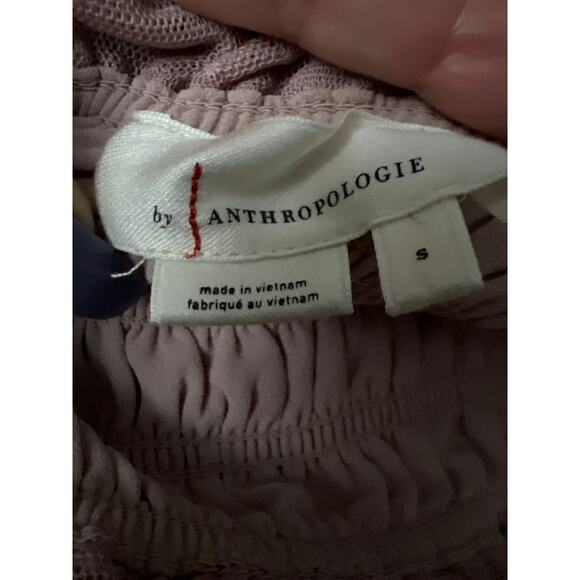 by ANTHROPOLOGIE
s
made in vietnam
fabriqué au vietnam